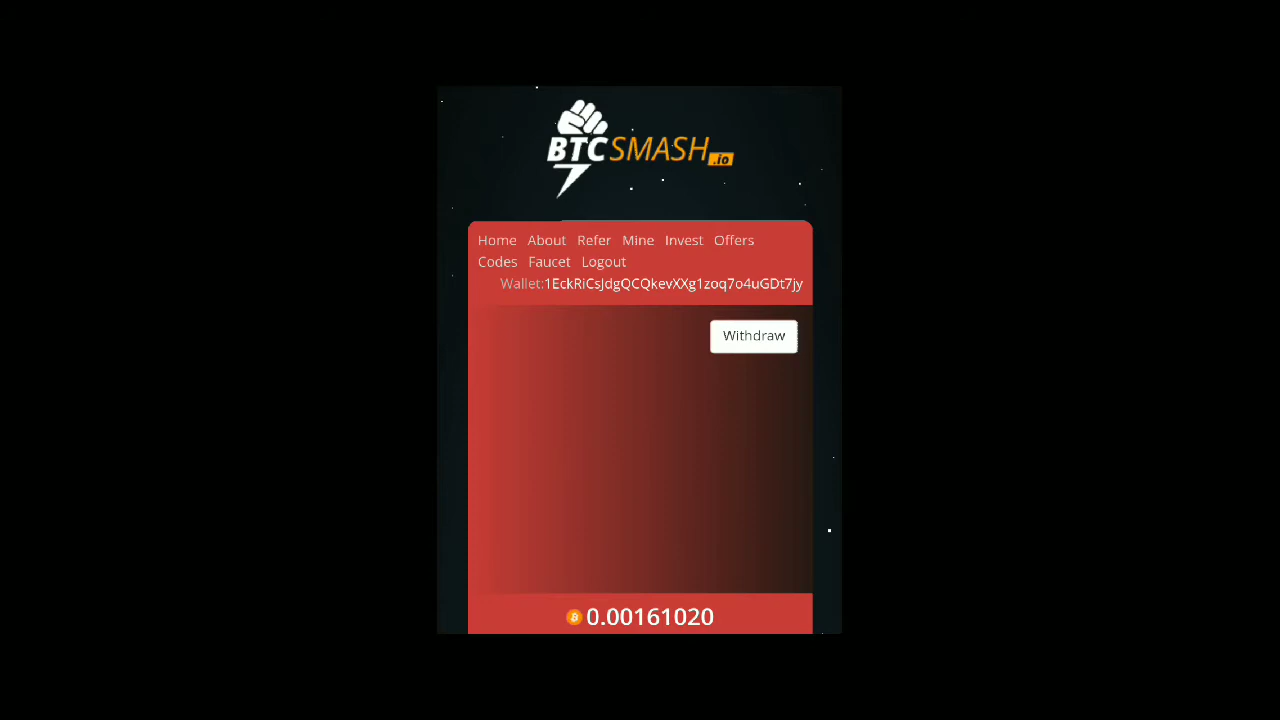 BTCSMASH.io
Home About Refer Mine Invest Offers
Codes Faucet Logout
Wallet:1EckRiCsJdgQCQkevXXg1zoq7o4uGDt7jy
Withdraw
0.00161020